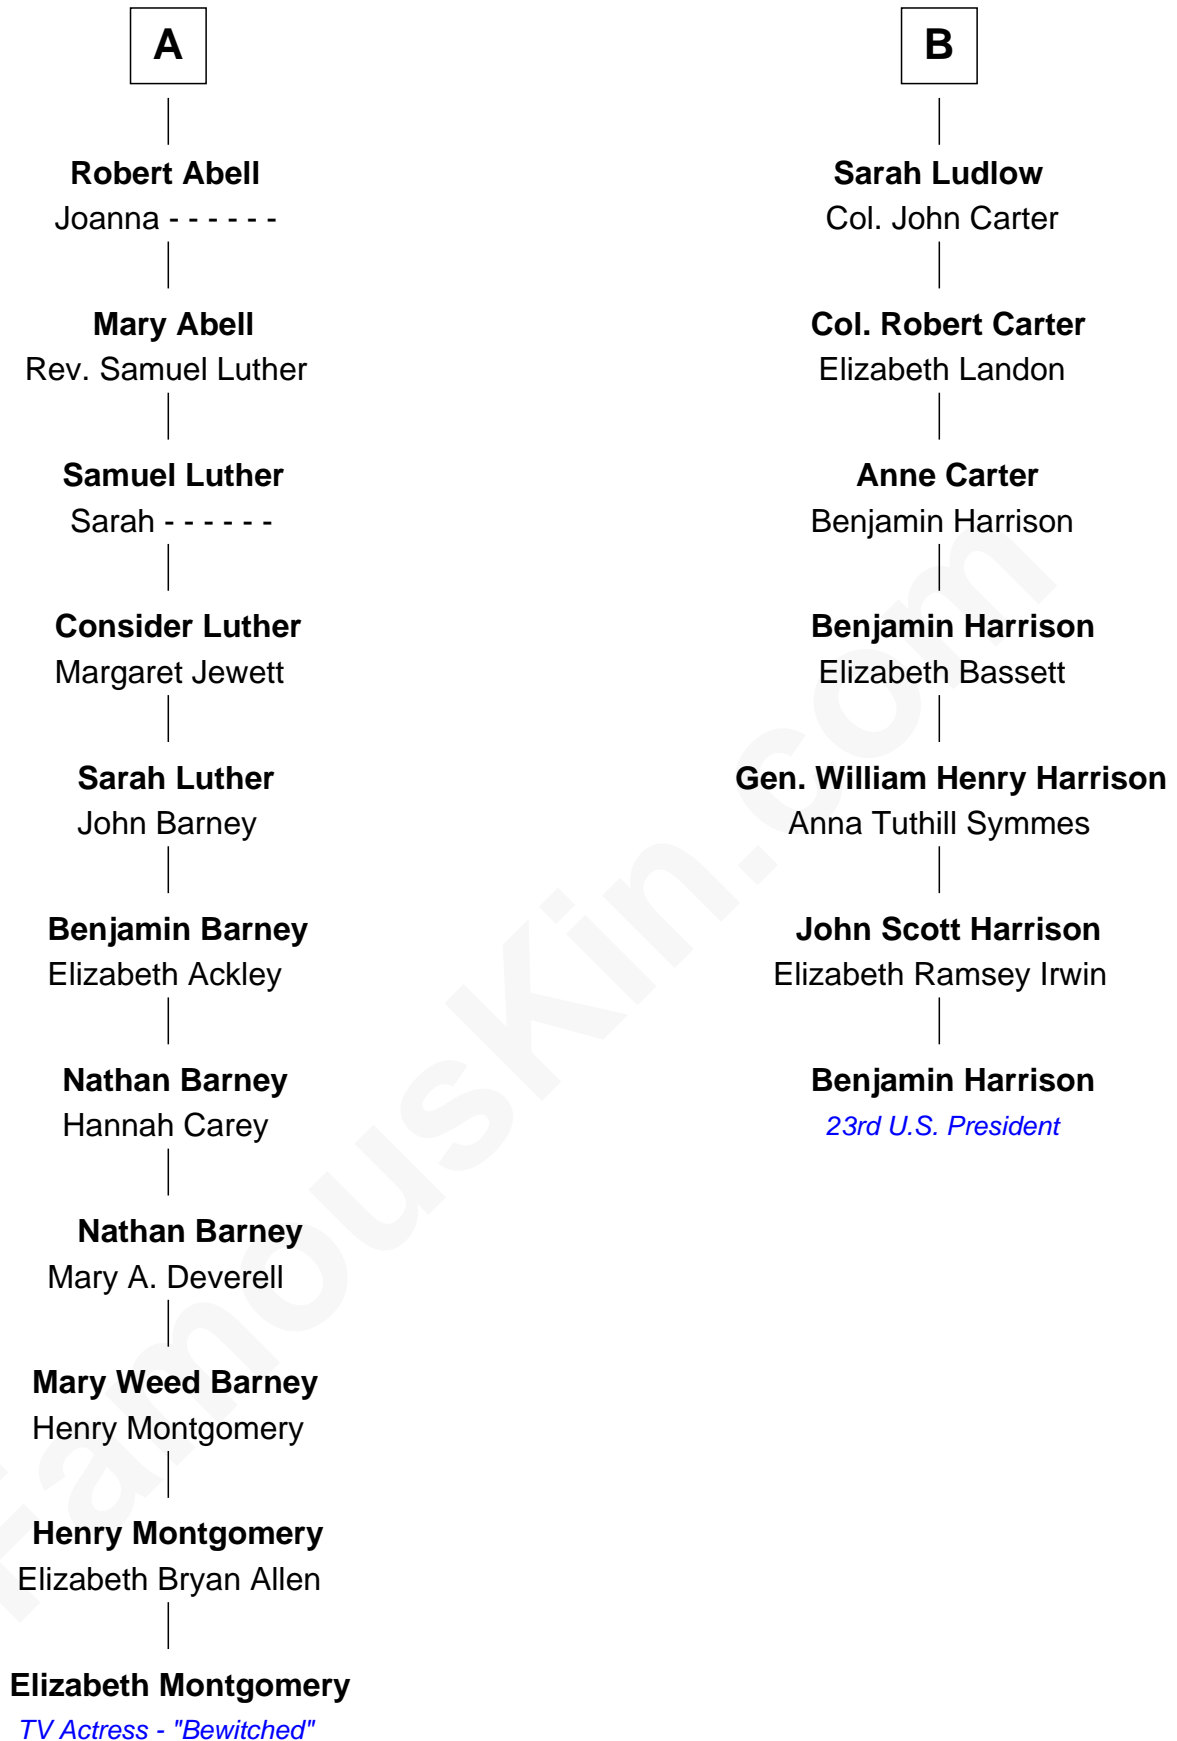 A
Robert Abell
Joanna - - - - - -
Mary Abell
Rev. Samuel Luther
Samuel Luther
Sarah - - - - - -
Consider Luther
Margaret Jewett
Sarah Luther
John Barney
Benjamin Barney
Elizabeth Ackley
Nathan Barney
Hannah Carey
Nathan Barney
Mary A. Deverell
Mary Weed Barney
Henry Montgomery
Henry Montgomery
Elizabeth Bryan Allen
Elizabeth Montgomery
TV Actress - "Bewitched"
B
Sarah Ludlow
Col. John Carter
Col. Robert Carter
Elizabeth Landon
Anne Carter
Benjamin Harrison
Benjamin Harrison
Elizabeth Bassett
Gen. William Henry Harrison
Anna Tuthill Symmes
John Scott Harrison
Elizabeth Ramsey Irwin
Benjamin Harrison
23rd U.S. President
FamousKin.com